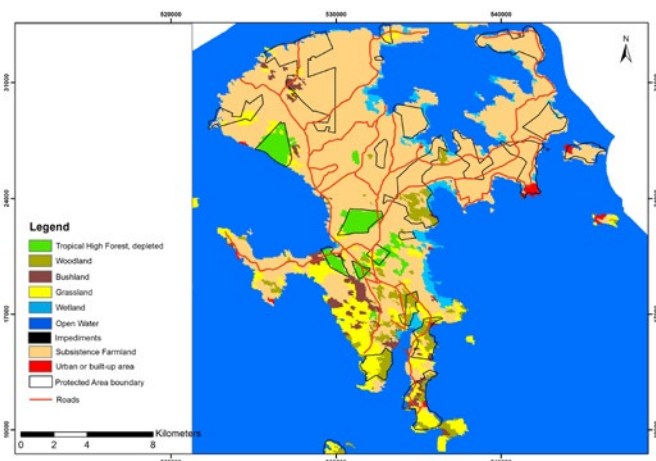 520000 530000 540000
N
31000
24000
17000
10000
Legend
Tropical High Forest, depleted
Woodland
Bushland
Grassland
Wetland
Open Water
Impediments
Subsistence Farmland
Urban or built-up area
Protected Area boundary
Roads
Kilometers
0 2 4 8